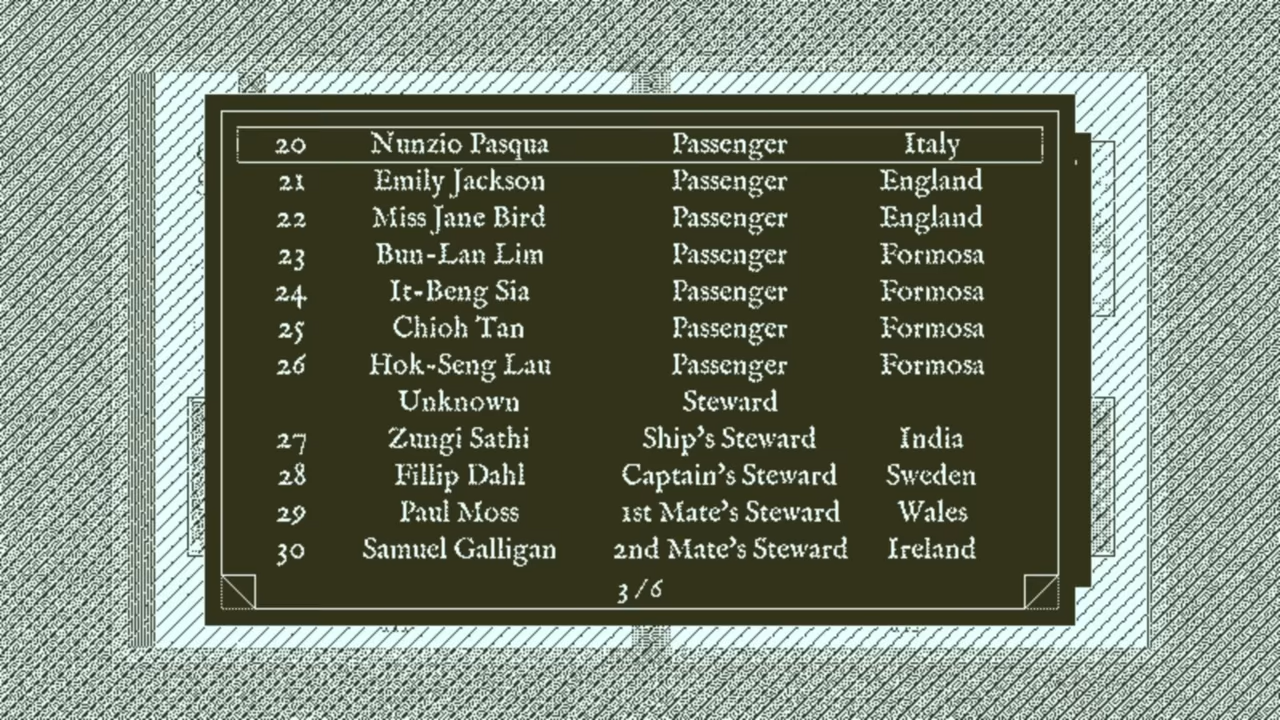 20 Nunzio Pasqua Passenger Italy
21 Emily Jackson Passenger England
22 Miss Jane Bird Passenger England
23 Bun-Lan Lim Passenger Formosa
24 It-Beng Sia Passenger Formosa
25 Chioh Tan Passenger Formosa
26 Hok-Seng Lau Passenger Formosa
Unknown Steward
27 Zungi Sathi Ship's Steward India
28 Fillip Dahl Captain's Steward Sweden
29 Paul Moss 1st Mate's Steward Wales
30 Samuel Galligan 2nd Mate's Steward Ireland
3/6